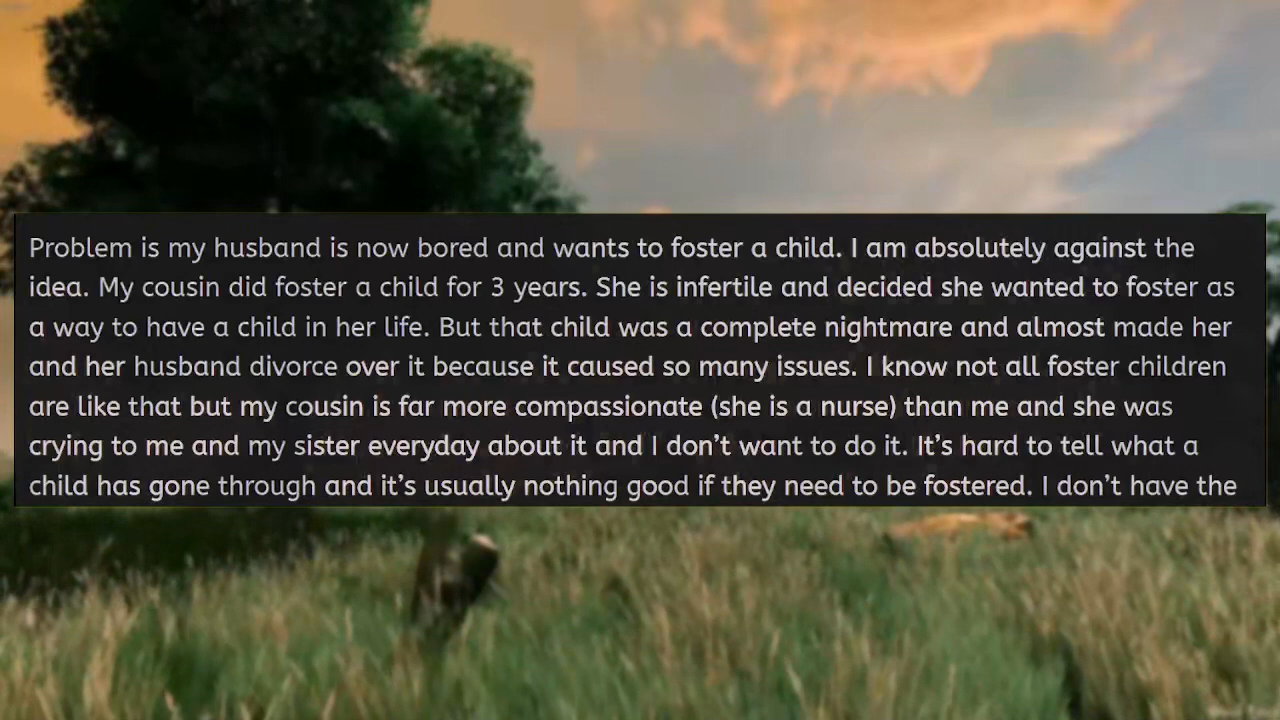 Problem is my husband is now bored and wants to foster a child. I am absolutely against the
idea. My cousin did foster a child for 3 years. She is infertile and decided she wanted to foster as
a way to have a child in her life. But that child was a complete nightmare and almost made her
and her husband divorce over it because it caused so many issues. I know not all foster children
are like that but my cousin is far more compassionate (she is a nurse) than me and she was
crying to me and my sister everyday about it and I don’t want to do it. It’s hard to tell what a
child has gone through and it’s usually nothing good if they need to be fostered. I don’t have the